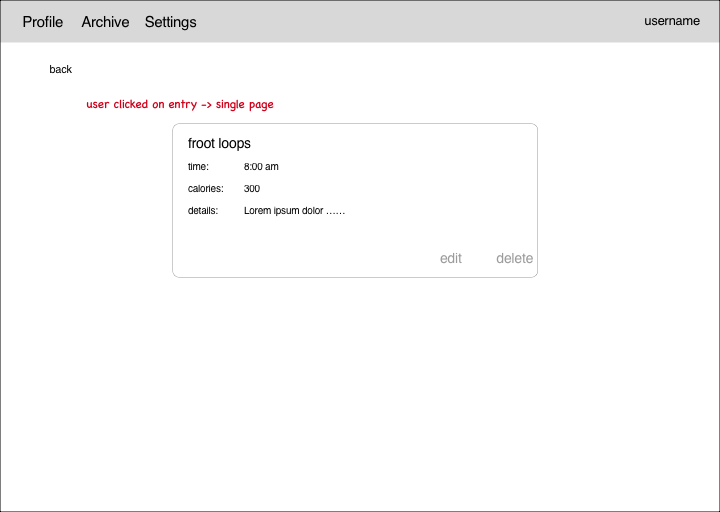 Profile Archive Settings username
back
user clicked on entry -> single page
froot loops
time: 8:00 am
calories: 300
details: Lorem ipsum dolor ......
edit delete